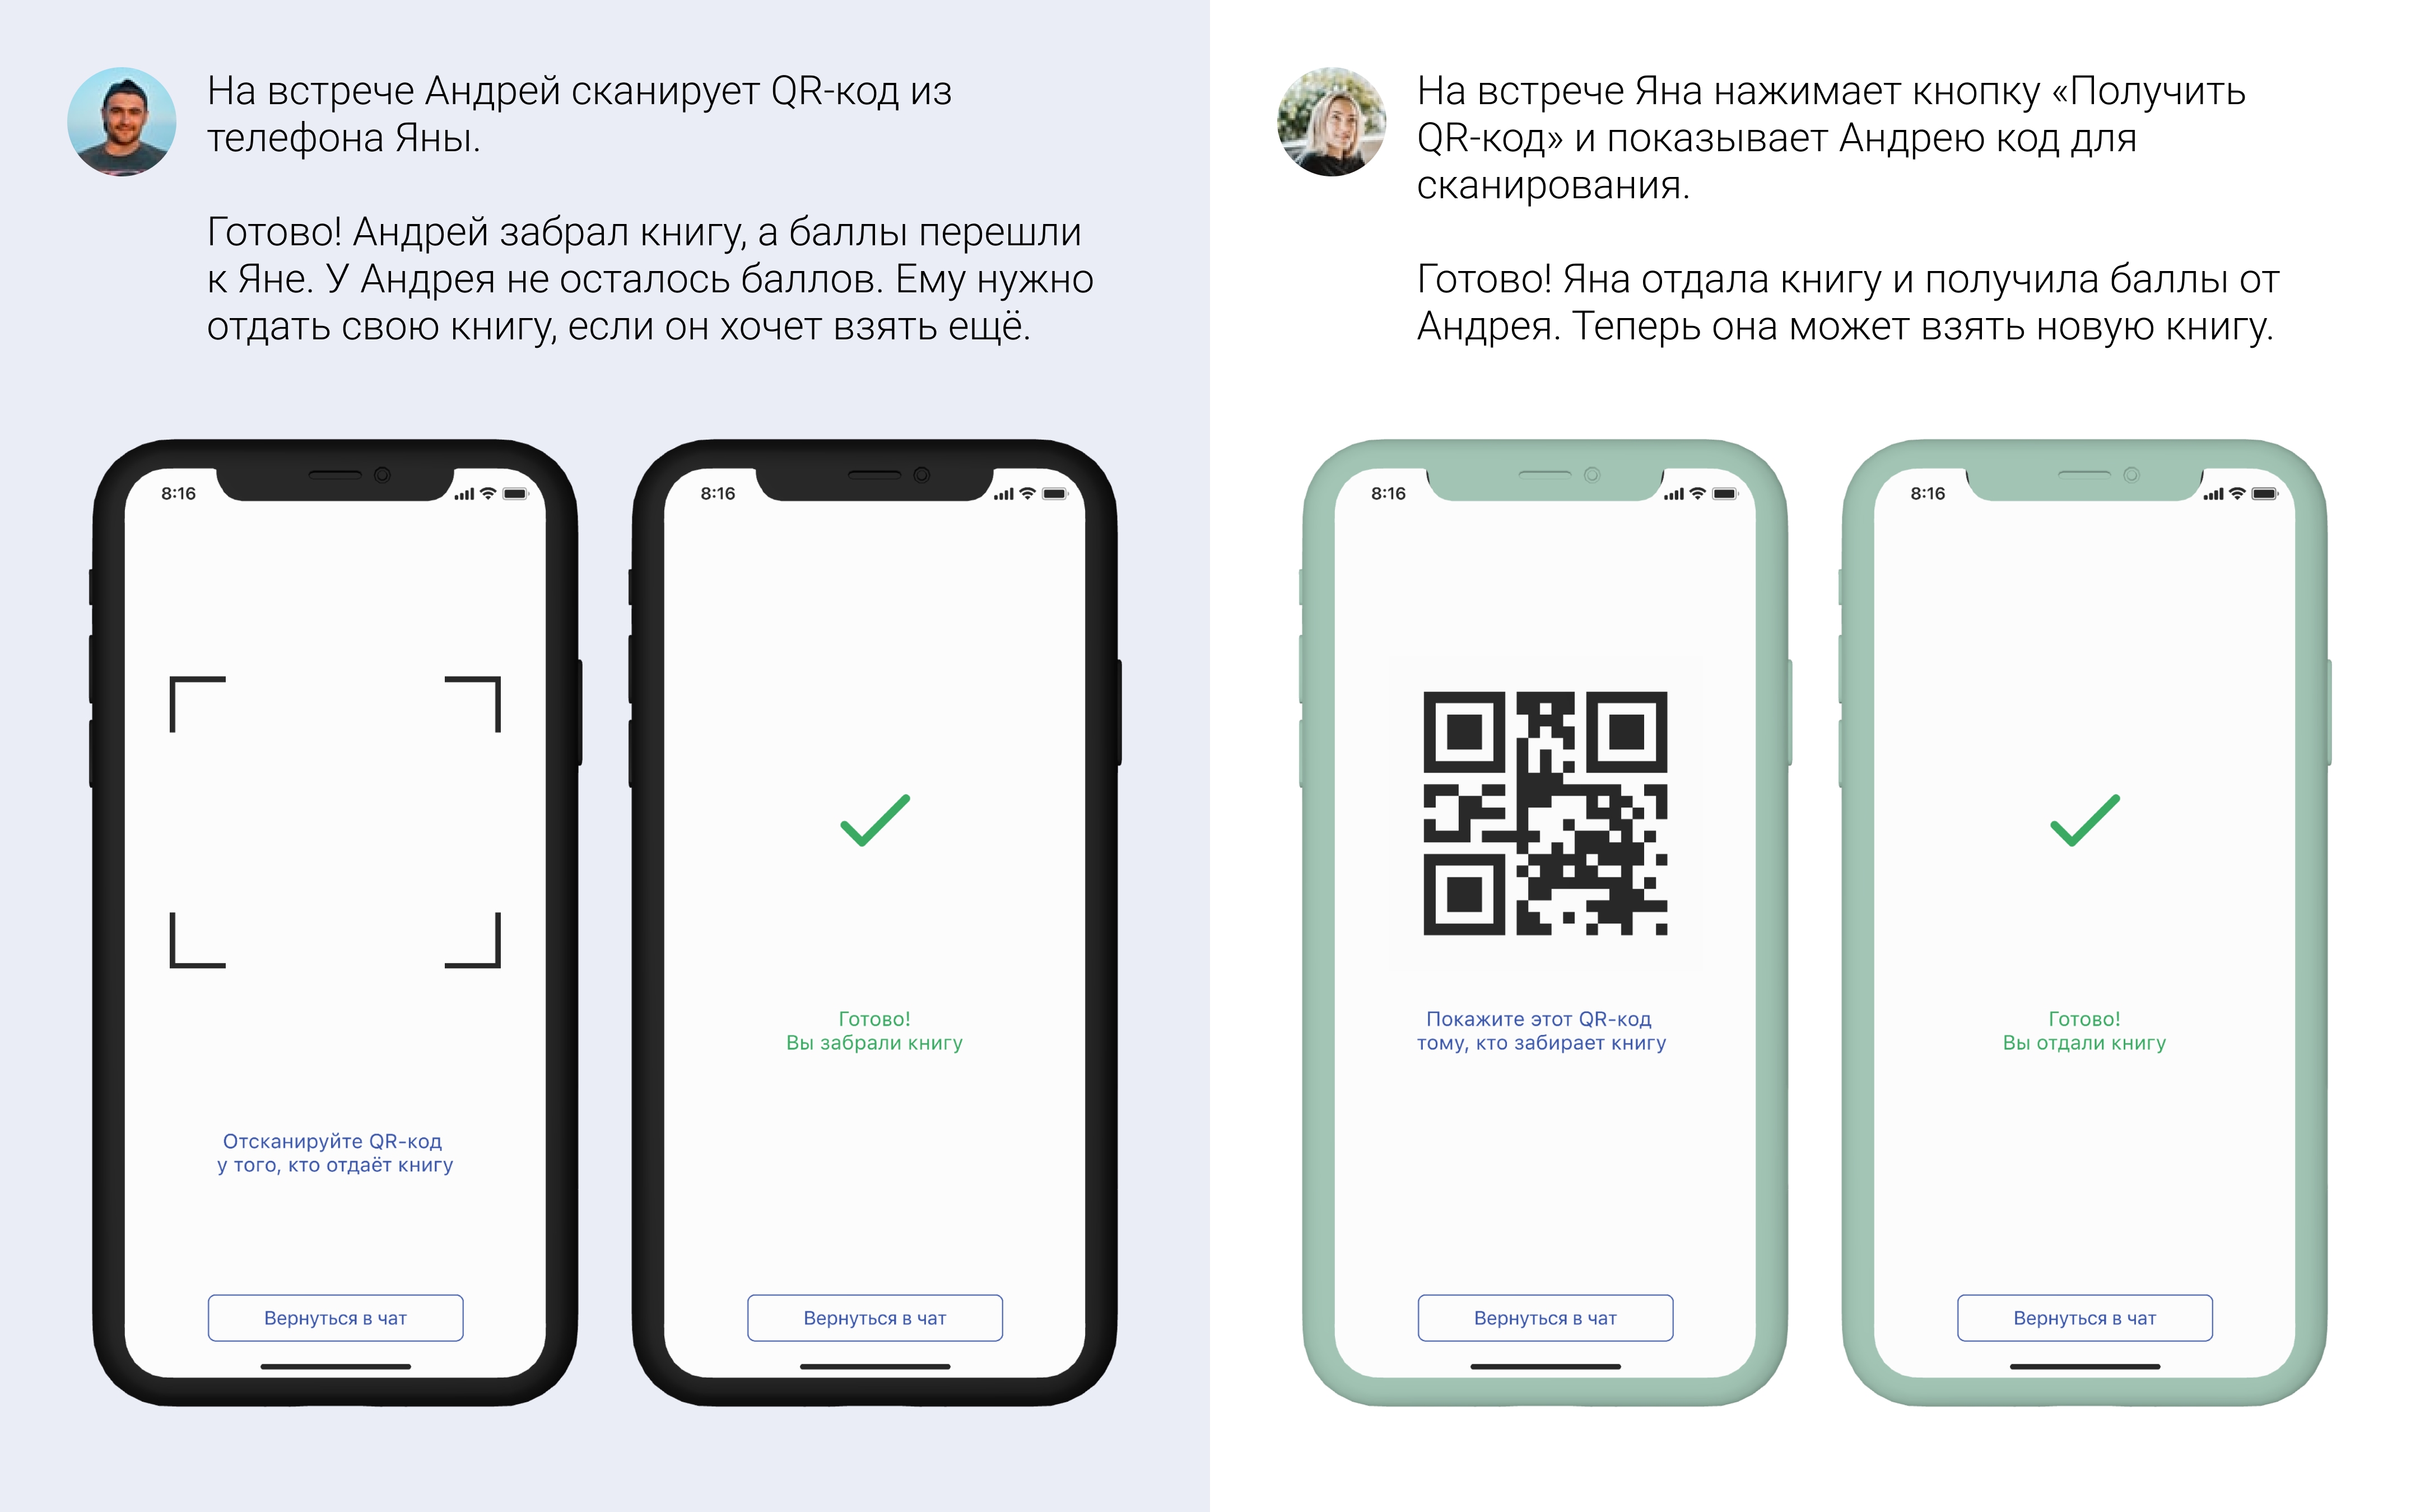 На встрече Андрей сканирует QR-код из
телефона Яны.
Готово! Андрей забрал книгу, а баллы перешли
к Яне. У Андрея не осталось баллов. Ему нужно
отдать свою книгу, если он хочет взять ещё.
8:16
Отсканируйте QR-код
у того, кто отдаёт книгу
Вернуться в чат
8:16
Готово!
Вы забрали книгу
Вернуться в чат
На встрече Яна нажимает кнопку «Получить
QR-код» и показывает Андрею код для
сканирования.
Готово! Яна отдала книгу и получила баллы от
Андрея. Теперь она может взять новую книгу.
8:16
Покажите этот QR-код
тому, кто забирает книгу
Вернуться в чат
8:16
Готово!
Вы отдали книгу
Вернуться в чат